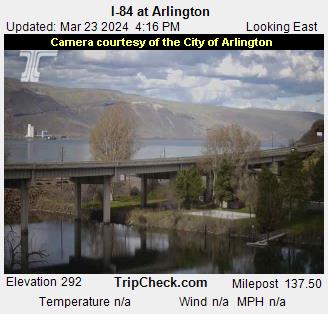 I-84 at Arlington
Updated: Mar 23 2024 4:16 PM Looking East
Camera courtesy of the City of Arlington
Elevation 292 TripCheck.com Milepost 137.50
Temperature n/a Wind n/a MPH n/a